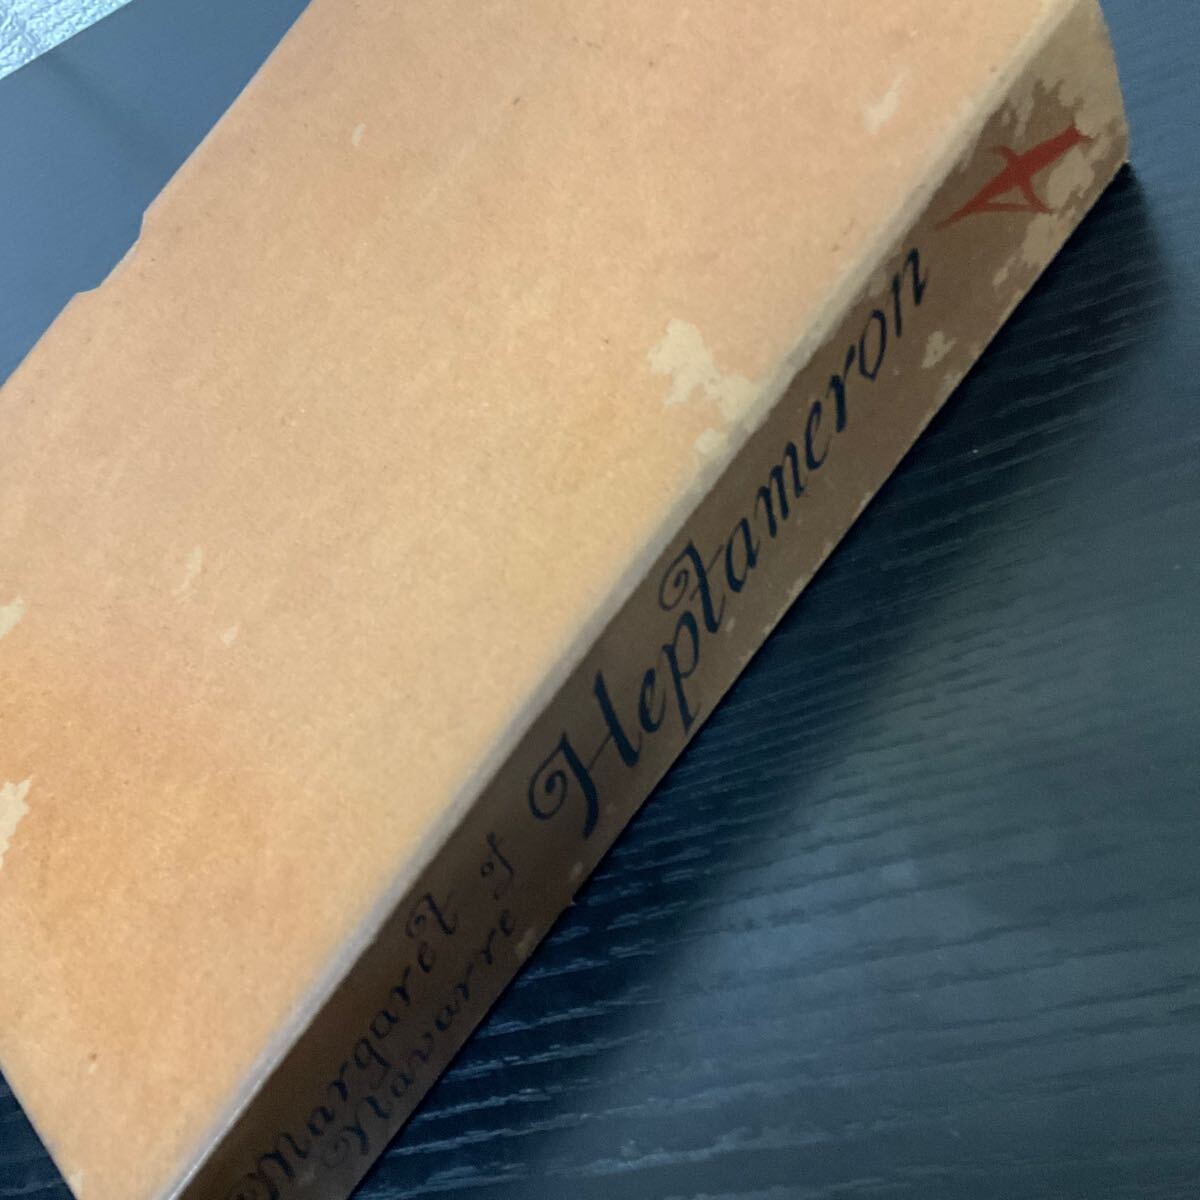 Margaret of
Navarre
Heptameron